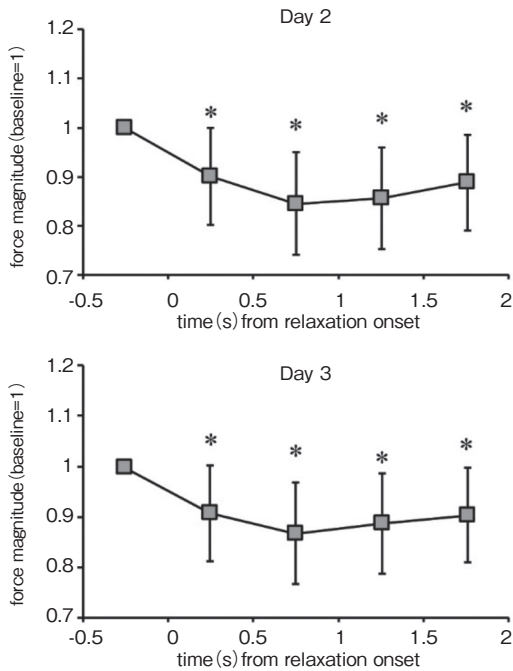 Day 2
force magnitude (baseline=1)
1.2
1.1
1
0.9
0.8
0.7
-0.5 0 0.5 1 1.5 2
time (s) from relaxation onset
* * * *
Day 3
force magnitude (baseline=1)
1.2
1.1
1
0.9
0.8
0.7
-0.5 0 0.5 1 1.5 2
time (s) from relaxation onset
* * * *